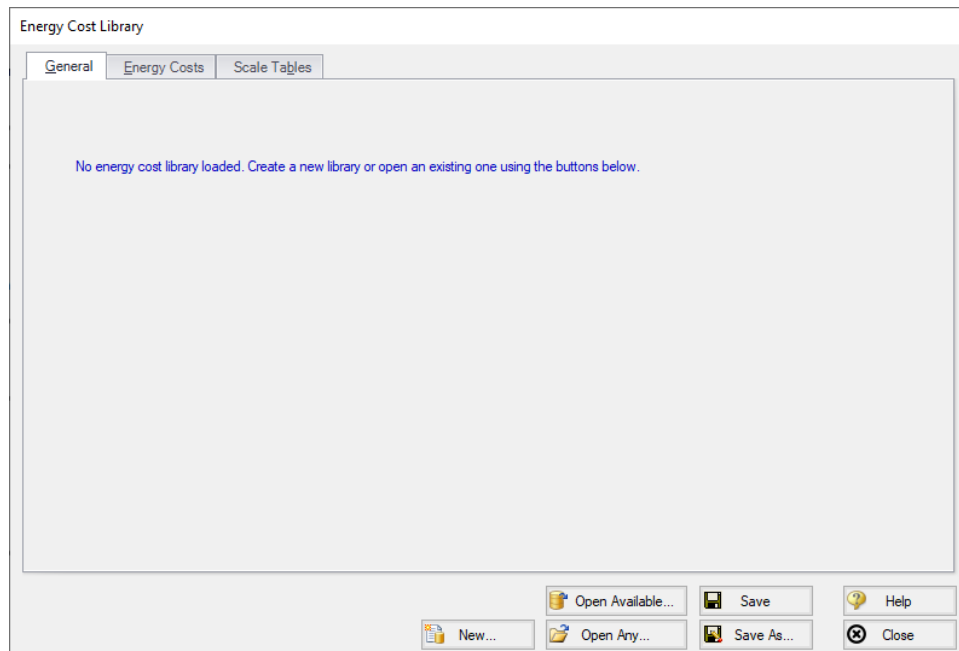 Energy Cost Library
General Energy Costs Scale Tables
No energy cost library loaded. Create a new library or open an existing one using the buttons below.
Open Available... Save Help
New... Open Any... Save As... Close